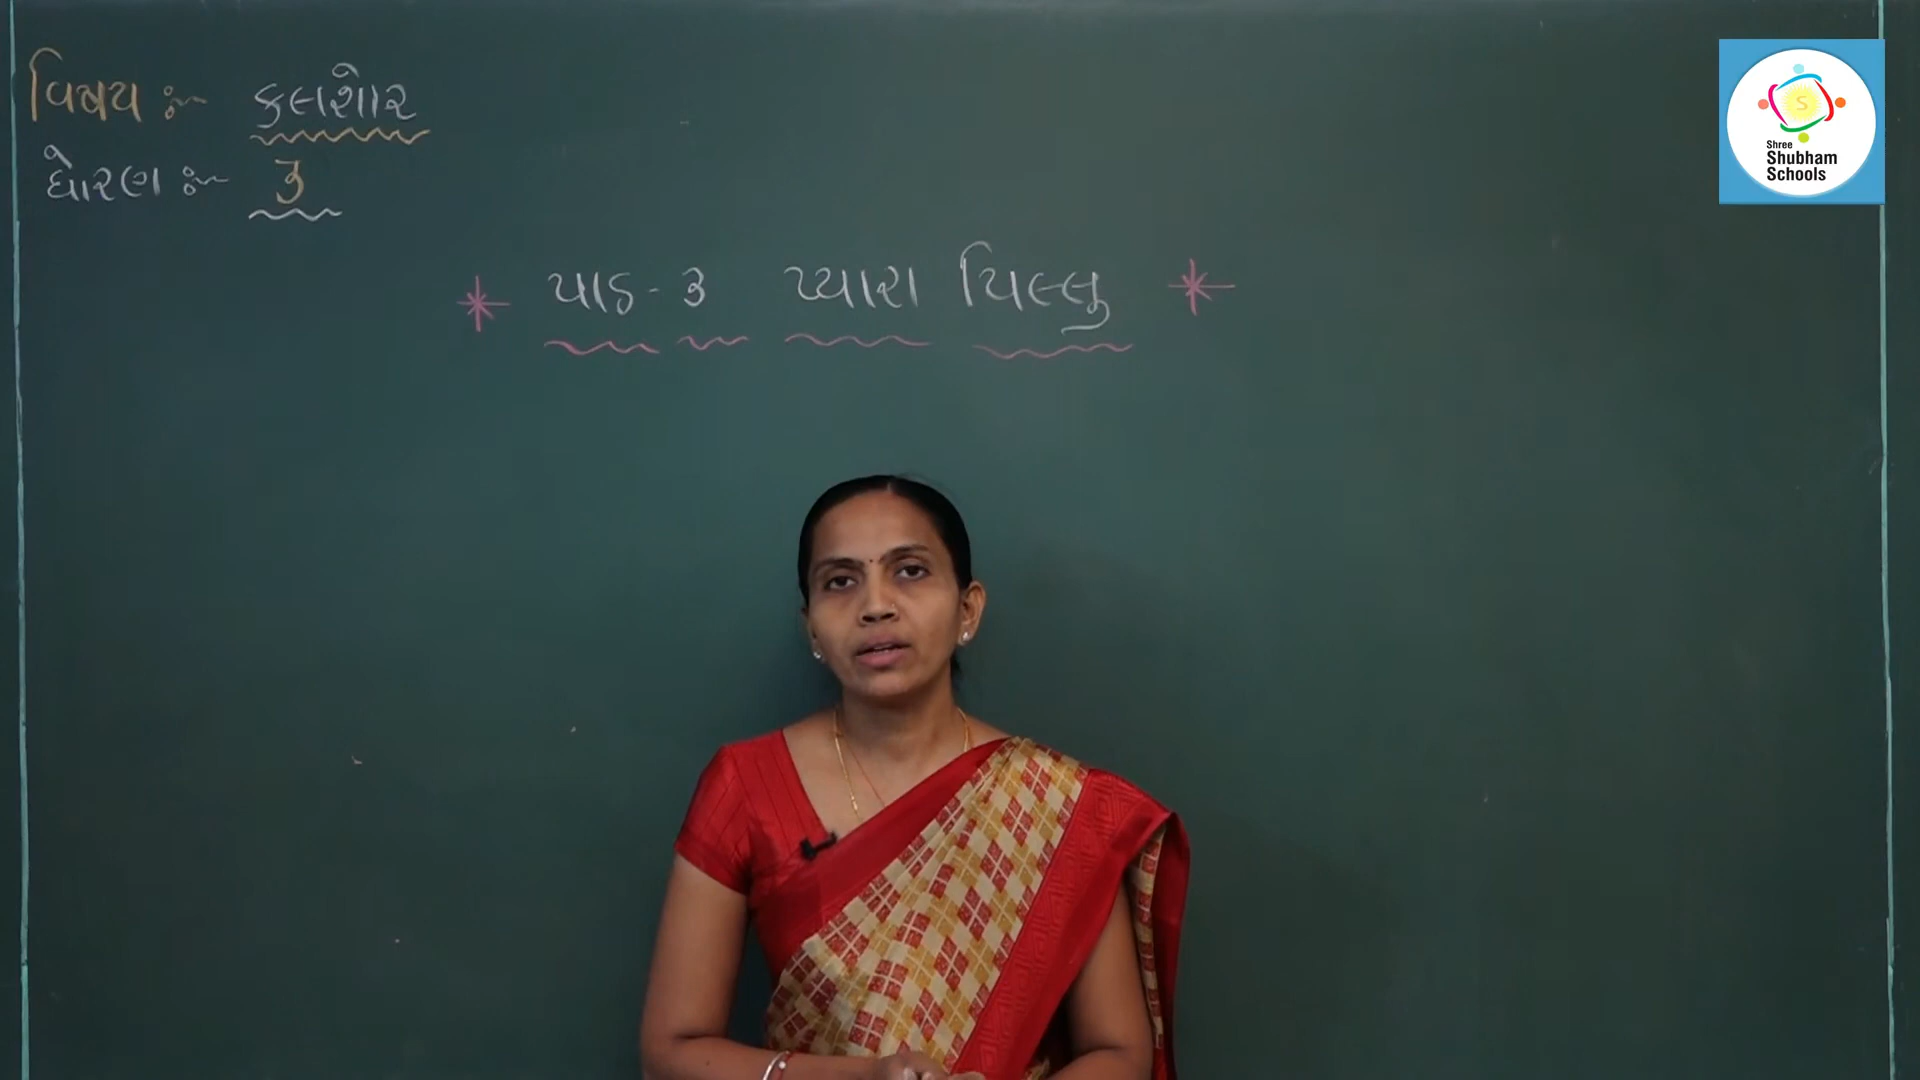 વિષય :- કલશોર
ધોરણ :- ૩
* પાઠ - ૩ પ્યારા પિલ્લુ *
Shree
Shubham
Schools